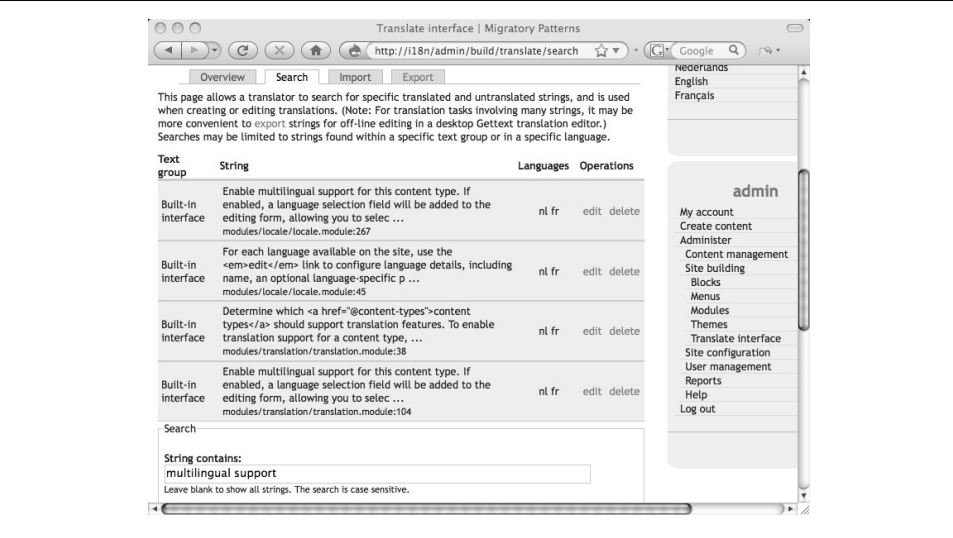 Translate interface | Migratory Patterns
http://i18n/admin/build/translate/search
Google
Overview Search Import Export
This page allows a translator to search for specific translated and untranslated strings, and is used
when creating or editing translations. (Note: For translation tasks involving many strings, it may be
more convenient to export strings for off-line editing in a desktop Gettext translation editor.)
Searches may be limited to strings found within a specific text group or in a specific language.
Text
group
String
Languages
Operations
Built-in
interface
Enable multilingual support for this content type. If
enabled, a language selection field will be added to the
editing form, allowing you to selec ...
modules/locale/locale.module:267
nl fr
edit delete
Built-in
interface
For each language available on the site, use the
<em>edit</em> link to configure language details, including
name, an optional language-specific p ...
modules/locale/locale.module:45
nl fr
edit delete
Built-in
interface
Determine which <a href="@content-types">content
types</a> should support translation features. To enable
translation support for a content type, ...
modules/translation/translation.module:38
nl fr
edit delete
Built-in
interface
Enable multilingual support for this content type. If
enabled, a language selection field will be added to the
editing form, allowing you to selec ...
modules/translation/translation.module:104
nl fr
edit delete
Search
String contains:
multilingual support
Leave blank to show all strings. The search is case sensitive.
Nederlands
English
Français
admin
My account
Create content
Administer
Content management
Site building
Blocks
Menus
Modules
Themes
Translate interface
Site configuration
User management
Reports
Help
Log out